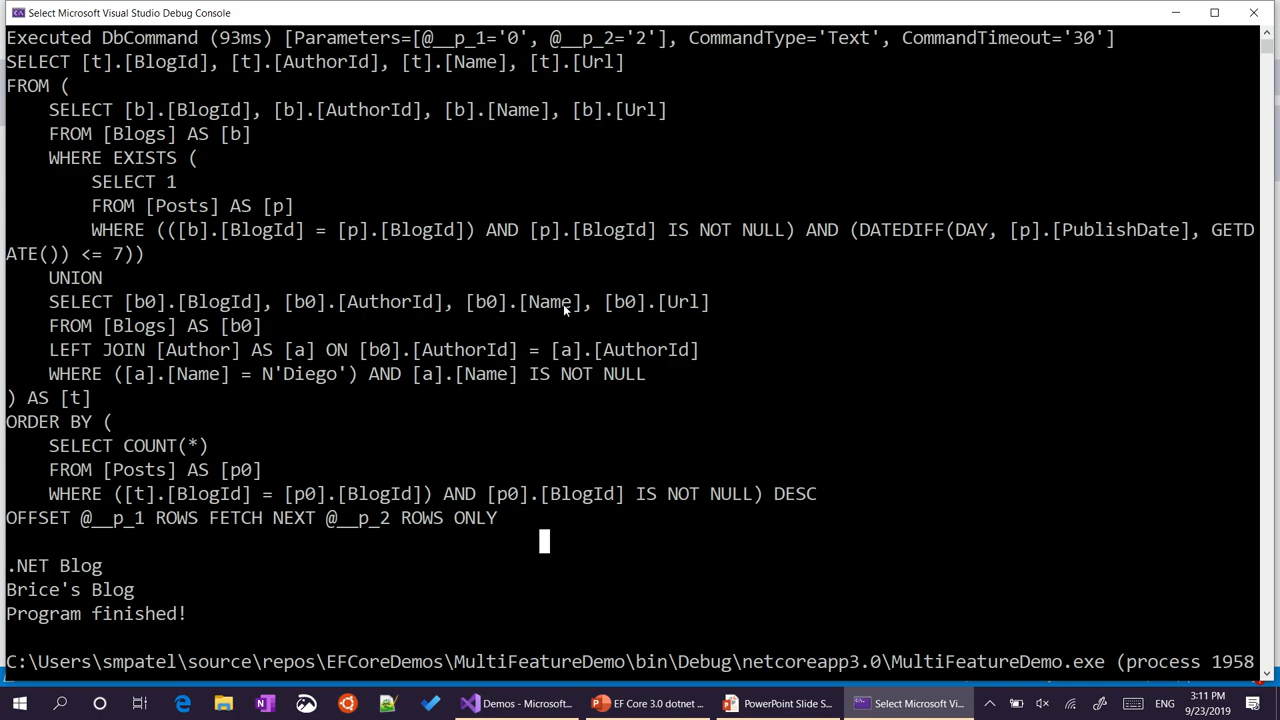 Select Microsoft Visual Studio Debug Console
Executed DbCommand (93ms) [Parameters=[@__p_1='0', @__p_2='2'], CommandType='Text', CommandTimeout='30']
SELECT [t].[BlogId], [t].[AuthorId], [t].[Name], [t].[Url]
FROM (
    SELECT [b].[BlogId], [b].[AuthorId], [b].[Name], [b].[Url]
    FROM [Blogs] AS [b]
    WHERE EXISTS (
        SELECT 1
        FROM [Posts] AS [p]
        WHERE (([b].[BlogId] = [p].[BlogId]) AND [p].[BlogId] IS NOT NULL) AND (DATEDIFF(DAY, [p].[PublishDate], GETD
ATE()) <= 7))
    UNION
    SELECT [b0].[BlogId], [b0].[AuthorId], [b0].[Name], [b0].[Url]
    FROM [Blogs] AS [b0]
    LEFT JOIN [Author] AS [a] ON [b0].[AuthorId] = [a].[AuthorId]
    WHERE ([a].[Name] = N'Diego') AND [a].[Name] IS NOT NULL
) AS [t]
ORDER BY (
    SELECT COUNT(*)
    FROM [Posts] AS [p0]
    WHERE ([t].[BlogId] = [p0].[BlogId]) AND [p0].[BlogId] IS NOT NULL) DESC
OFFSET @__p_1 ROWS FETCH NEXT @__p_2 ROWS ONLY
.NET Blog
Brice's Blog
Program finished!
C:\Users\smpatel\source\repos\EFCoreDemos\MultiFeatureDemo\bin\Debug\netcoreapp3.0\MultiFeatureDemo.exe (process 1958
Demos - Microsoft...
EF Core 3.0 dotnet ...
PowerPoint Slide S...
Select Microsoft Vi...
ENG
3:11 PM
9/23/2019